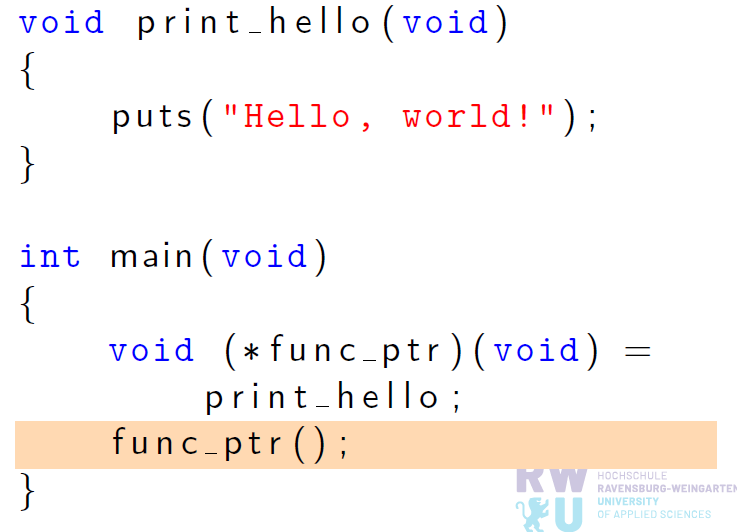 void print_hello(void)
{
    puts("Hello, world!");
}

int main(void)
{
    void (*func_ptr)(void) =
        print_hello;
    func_ptr();
}
RW
U
HOCHSCHULE
RAVENSBURG-WEINGARTEN
UNIVERSITY
OF APPLIED SCIENCES